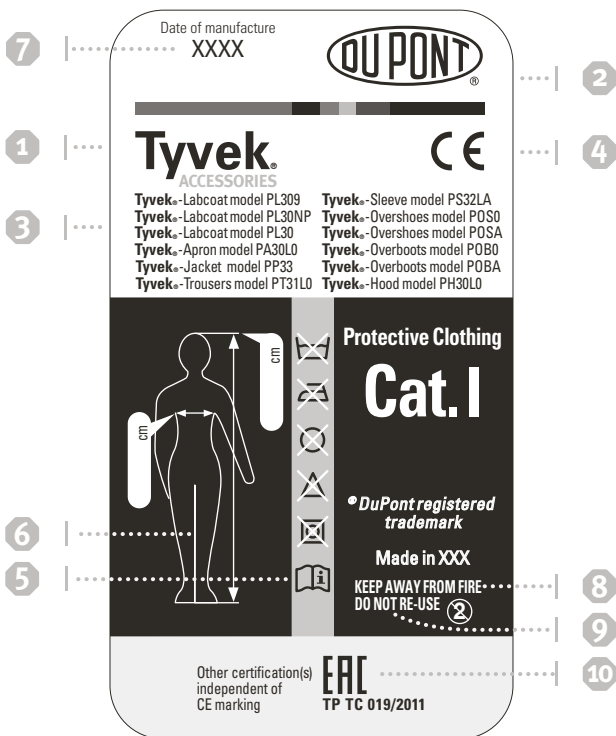 Date of manufacture
XXXX
7
DU PONT®
2
1
Tyvek®
CE
4
ACCESSORIES
3
Tyvek®-Labcoat model PL309
Tyvek®-Labcoat model PL30NP
Tyvek®-Labcoat model PL30
Tyvek®-Apron model PA30L0
Tyvek®-Jacket model PP33
Tyvek®-Trousers model PT31L0
Tyvek®-Sleeve model PS32LA
Tyvek®-Overshoes model POS0
Tyvek®-Overshoes model POSA
Tyvek®-Overboots model POB0
Tyvek®-Overboots model POBA
Tyvek®-Hood model PH30L0
cm
cm
Protective Clothing
Cat. I
® DuPont registered
trademark
Made in XXX
6
5
i
KEEP AWAY FROM FIRE
8
DO NOT RE-USE
2
9
Other certification(s)
independent of
CE marking
EAC
TP TC 019/2011
10